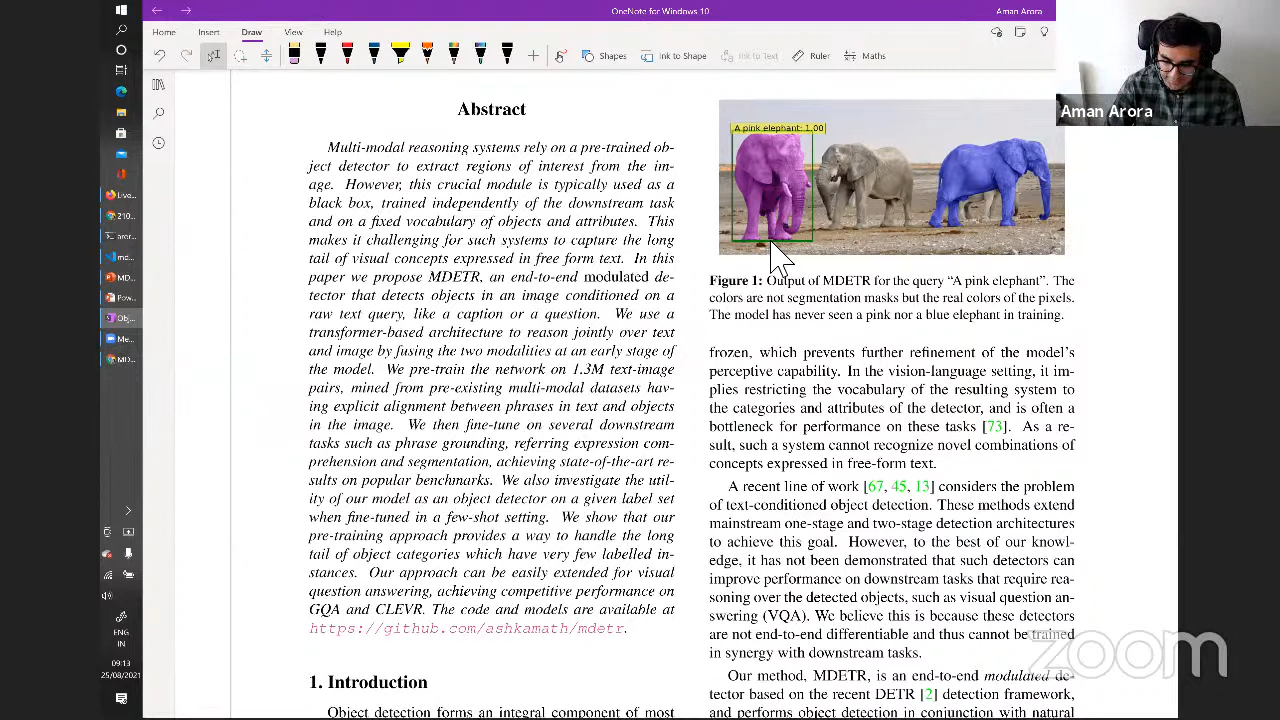 OneNote for Windows 10
Aman Arora
Home Insert Draw View Help
Shapes Ink to Shape Ink to Text Ruler Maths
Aman Arora
Live...
210...
aror...
md...
MD...
Pow...
Obj...
Me...
MD...
ENG
IN
09:13
25/08/2021
Abstract
Multi-modal reasoning systems rely on a pre-trained ob-
ject detector to extract regions of interest from the im-
age. However, this crucial module is typically used as a
black box, trained independently of the downstream task
and on a fixed vocabulary of objects and attributes. This
makes it challenging for such systems to capture the long
tail of visual concepts expressed in free form text. In this
paper we propose MDETR, an end-to-end modulated de-
tector that detects objects in an image conditioned on a
raw text query, like a caption or a question. We use a
transformer-based architecture to reason jointly over text
and image by fusing the two modalities at an early stage of
the model. We pre-train the network on 1.3M text-image
pairs, mined from pre-existing multi-modal datasets hav-
ing explicit alignment between phrases in text and objects
in the image. We then fine-tune on several downstream
tasks such as phrase grounding, referring expression com-
prehension and segmentation, achieving state-of-the-art re-
sults on popular benchmarks. We also investigate the util-
ity of our model as an object detector on a given label set
when fine-tuned in a few-shot setting. We show that our
pre-training approach provides a way to handle the long
tail of object categories which have very few labelled in-
stances. Our approach can be easily extended for visual
question answering, achieving competitive performance on
GQA and CLEVR. The code and models are available at
https://github.com/ashkamath/mdetr.
1. Introduction
Object detection forms an integral component of most
A pink elephant: 1.00
Figure 1: Output of MDETR for the query “A pink elephant”. The
colors are not segmentation masks but the real colors of the pixels.
The model has never seen a pink nor a blue elephant in training.
frozen, which prevents further refinement of the model’s
perceptive capability. In the vision-language setting, it im-
plies restricting the vocabulary of the resulting system to
the categories and attributes of the detector, and is often a
bottleneck for performance on these tasks [73]. As a re-
sult, such a system cannot recognize novel combinations of
concepts expressed in free-form text.
A recent line of work [67, 45, 13] considers the problem
of text-conditioned object detection. These methods extend
mainstream one-stage and two-stage detection architectures
to achieve this goal. However, to the best of our knowl-
edge, it has not been demonstrated that such detectors can
improve performance on downstream tasks that require rea-
soning over the detected objects, such as visual question an-
swering (VQA). We believe this is because these detectors
are not end-to-end differentiable and thus cannot be trained
in synergy with downstream tasks.
Our method, MDETR, is an end-to-end modulated de-
tector based on the recent DETR [2] detection framework,
and performs object detection in conjunction with natural
zoom